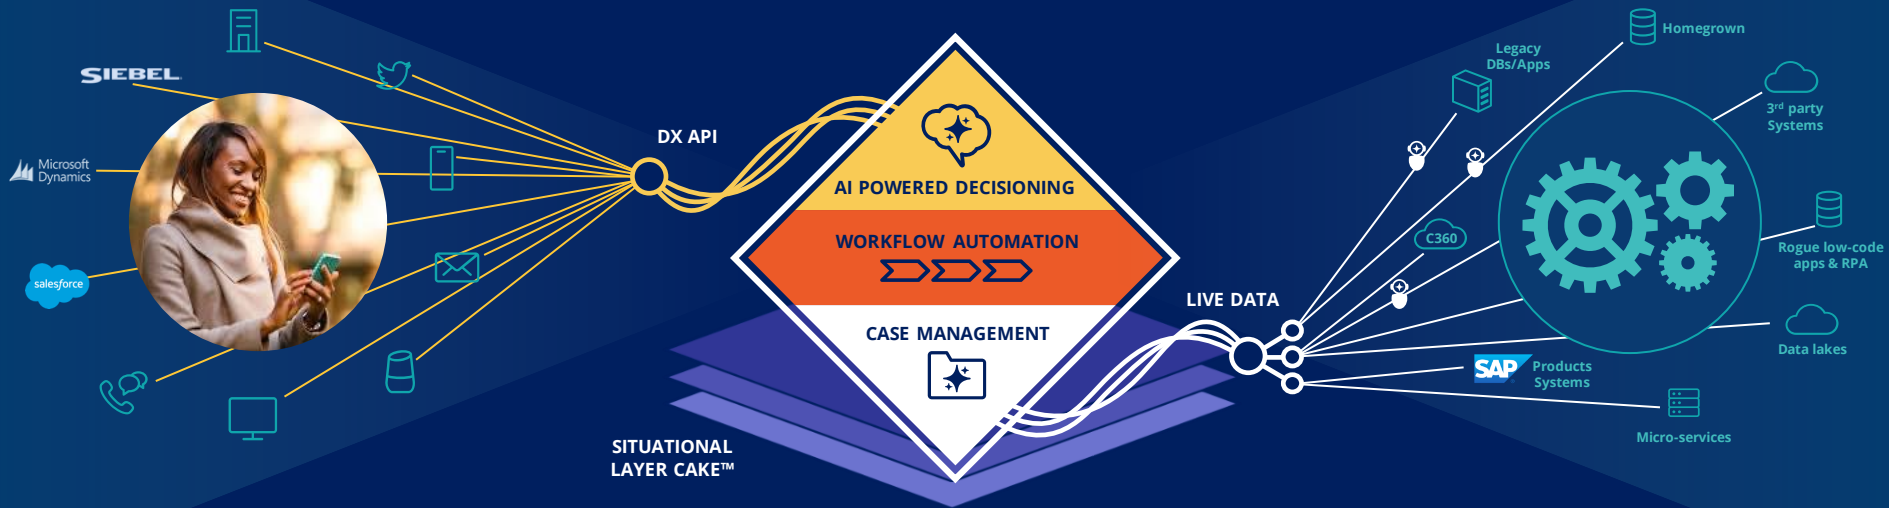 SIEBEL
Microsoft
Dynamics
salesforce
DX API
AI POWERED DECISIONING
WORKFLOW AUTOMATION
CASE MANAGEMENT
SITUATIONAL
LAYER CAKE™
LIVE DATA
Legacy
DBs/Apps
Homegrown
3rd party
Systems
C360
Rogue low-code
apps & RPA
Data lakes
SAP
Products
Systems
Micro-services